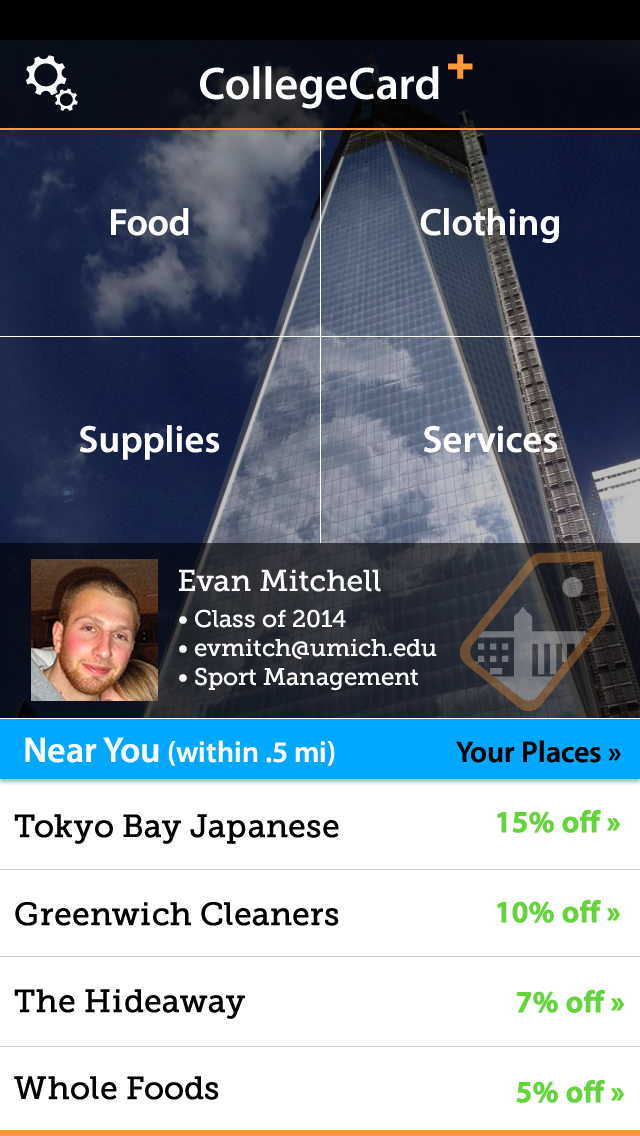 CollegeCard+
Food
Clothing
Supplies
Services
Evan Mitchell
• Class of 2014
• evmitch@umich.edu
• Sport Management
Near You (within .5 mi)
Your Places »
Tokyo Bay Japanese
15% off »
Greenwich Cleaners
10% off »
The Hideaway
7% off »
Whole Foods
5% off »